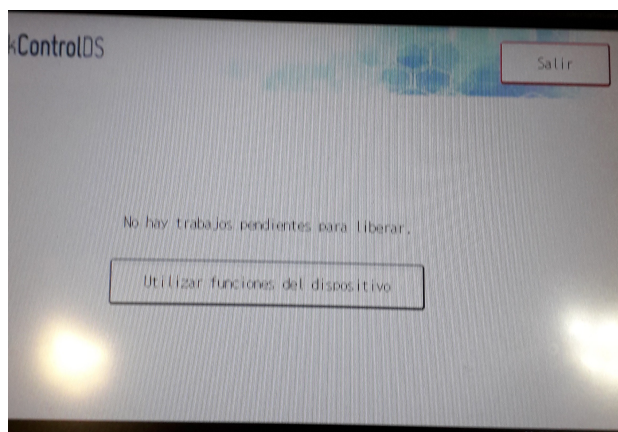 kControlDS
Salir
No hay trabajos pendientes para liberar.
Utilizar funciones del dispositivo